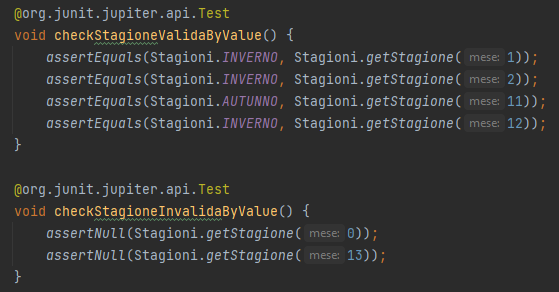 @org.junit.jupiter.api.Test
void checkStagioneValidaByValue() {
assertEquals(Stagioni.INVERNO, Stagioni.getStagione( mese: 1));
assertEquals(Stagioni.INVERNO, Stagioni.getStagione( mese: 2));
assertEquals(Stagioni.AUTUNNO, Stagioni.getStagione( mese: 11));
assertEquals(Stagioni.INVERNO, Stagioni.getStagione( mese: 12));
}
@org.junit.jupiter.api.Test
void checkStagioneInvalidaByValue() {
assertNull(Stagioni.getStagione( mese: 0));
assertNull(Stagioni.getStagione( mese: 13));
}